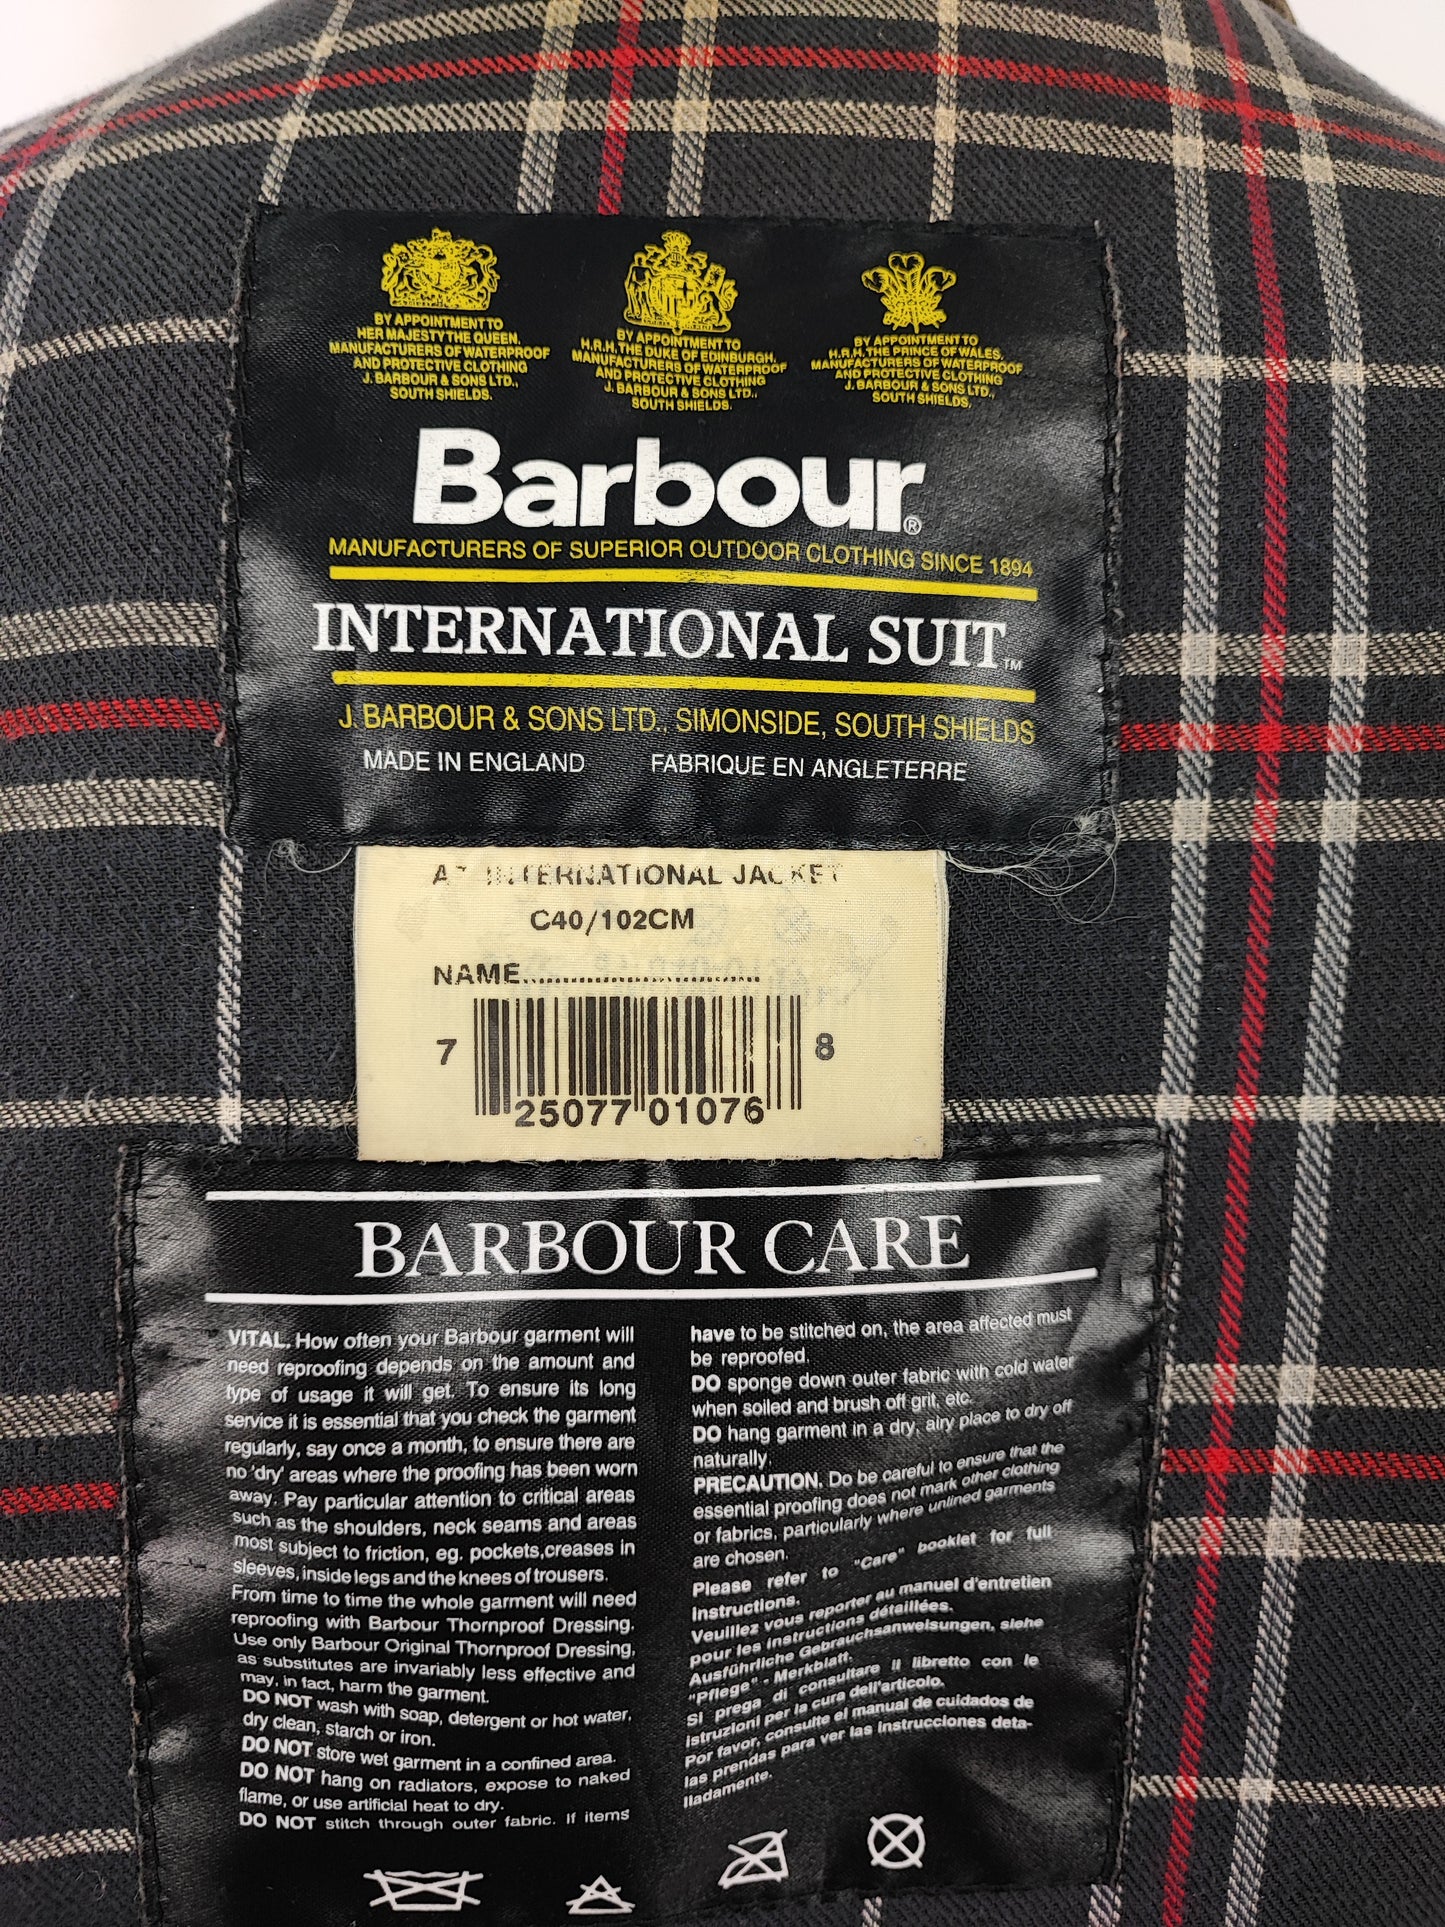 BY APPOINTMENT TO
HER MAJESTY THE QUEEN,
MANUFACTURERS OF WATERPROOF
AND PROTECTIVE CLOTHING
J. BARBOUR & SONS LTD.,
SOUTH SHIELDS.
BY APPOINTMENT TO
H.R.H. THE DUKE OF EDINBURGH,
MANUFACTURERS OF WATERPROOF
AND PROTECTIVE CLOTHING
J. BARBOUR & SONS LTD.,
SOUTH SHIELDS.
BY APPOINTMENT TO
H.R.H. THE PRINCE OF WALES,
MANUFACTURERS OF WATERPROOF
AND PROTECTIVE CLOTHING
J. BARBOUR & SONS LTD.,
SOUTH SHIELDS.
Barbour®
MANUFACTURERS OF SUPERIOR OUTDOOR CLOTHING SINCE 1894
INTERNATIONAL SUIT™
J. BARBOUR & SONS LTD., SIMONSIDE, SOUTH SHIELDS
MADE IN ENGLAND FABRIQUE EN ANGLETERRE
INTERNATIONAL JACKET
C40/102CM
NAME..............................
7 25077 01076 8
BARBOUR CARE
VITAL. How often your Barbour garment will
need reproofing depends on the amount and
type of usage it will get. To ensure its long
service it is essential that you check the garment
regularly, say once a month, to ensure there are
no 'dry' areas where the proofing has been worn
away. Pay particular attention to critical areas
such as the shoulders, neck seams and areas
most subject to friction, eg. pockets,creases in
sleeves, inside legs and the knees of trousers.
From time to time the whole garment will need
reproofing with Barbour Thornproof Dressing.
Use only Barbour Original Thornproof Dressing,
as substitutes are invariably less effective and
may, in fact, harm the garment.
DO NOT wash with soap, detergent or hot water,
dry clean, starch or iron.
DO NOT store wet garment in a confined area.
DO NOT hang on radiators, expose to naked
flame, or use artificial heat to dry.
DO NOT stitch through outer fabric. If items
have to be stitched on, the area affected must
be reproofed.
DO sponge down outer fabric with cold water
when soiled and brush off grit, etc.
DO hang garment in a dry, airy place to dry off
naturally.
PRECAUTION. Do be careful to ensure that the
essential proofing does not mark other clothing
or fabrics, particularly where unlined garments
are chosen.
Please refer to "Care" booklet for full
Instructions.
Veuillez vous reporter au manuel d'entretien
pour les instructions détaillées.
Ausführliche Gebrauchsanweisungen, siehe
"Pflege" - Merkblatt.
Si prega di consultare il libretto con le
istruzioni per la cura dell'articolo.
Por favor, consulte el manual de cuidados de
las prendas para ver las instrucciones deta-
lladamente.